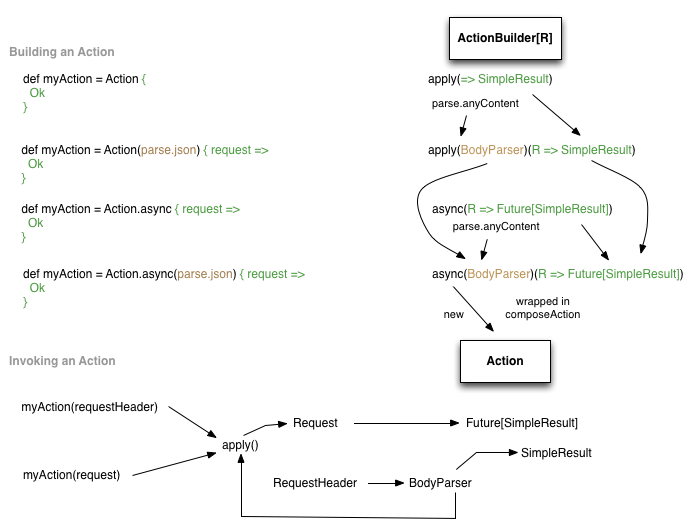 ActionBuilder[R]
Building an Action
def myAction = Action {
Ok
}
apply(=> SimpleResult)
parse.anyContent
def myAction = Action(parse.json) { request =>
Ok
}
apply(BodyParser)(R => SimpleResult)
def myAction = Action.async { request =>
Ok
}
async(R => Future[SimpleResult])
parse.anyContent
def myAction = Action.async(parse.json) { request =>
Ok
}
async(BodyParser)(R => Future[SimpleResult])
new
wrapped in
composeAction
Action
Invoking an Action
myAction(requestHeader)
apply()
Request
Future[SimpleResult]
myAction(request)
RequestHeader
BodyParser
SimpleResult